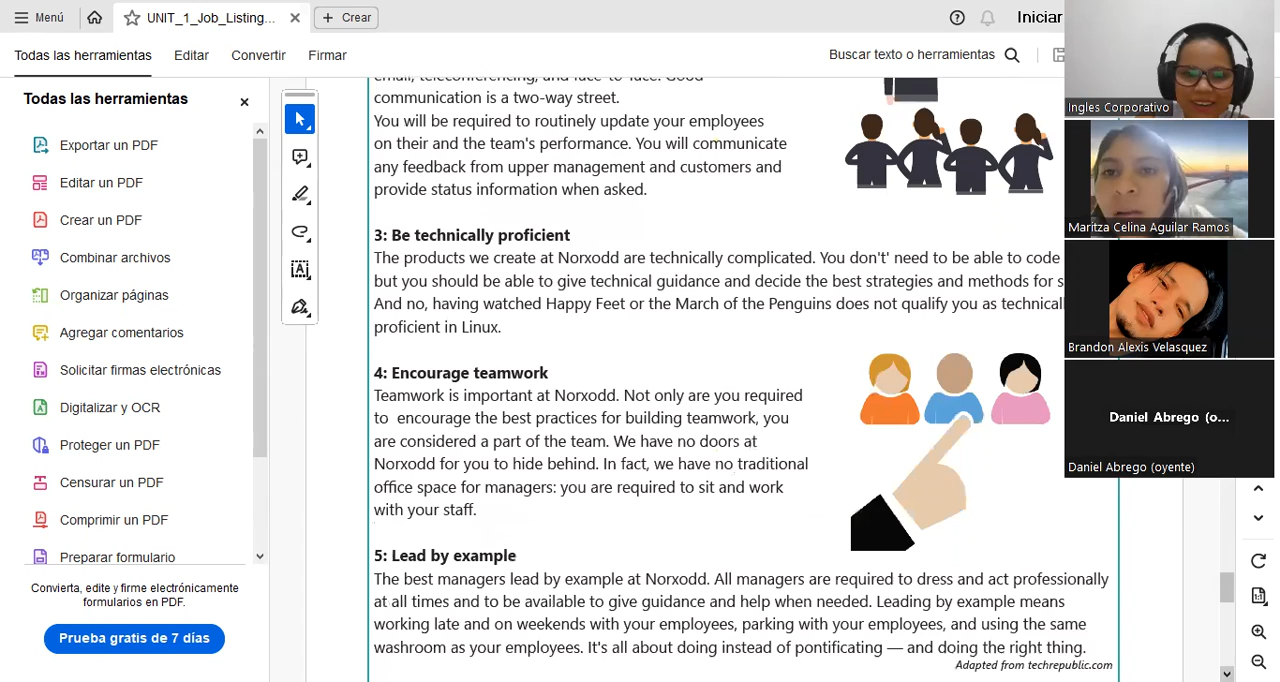 Menú
UNIT_1_Job_Listing...
Crear
Iniciar
Todas las herramientas
Editar
Convertir
Firmar
Buscar texto o herramientas
Todas las herramientas
Exportar un PDF
Editar un PDF
Crear un PDF
Combinar archivos
Organizar páginas
Agregar comentarios
Solicitar firmas electrónicas
Digitalizar y OCR
Proteger un PDF
Censurar un PDF
Comprimir un PDF
Preparar formulario
Convierta, edite y firme electrónicamente
formularios en PDF.
Prueba gratis de 7 días
email, teleconferencing, and face-to-face. Good
communication is a two-way street.
You will be required to routinely update your employees
on their and the team's performance. You will communicate
any feedback from upper management and customers and
provide status information when asked.
3: Be technically proficient
The products we create at Norxodd are technically complicated. You don't' need to be able to code
but you should be able to give technical guidance and decide the best strategies and methods for s
And no, having watched Happy Feet or the March of the Penguins does not qualify you as technicall
proficient in Linux.
4: Encourage teamwork
Teamwork is important at Norxodd. Not only are you required
to encourage the best practices for building teamwork, you
are considered a part of the team. We have no doors at
Norxodd for you to hide behind. In fact, we have no traditional
office space for managers: you are required to sit and work
with your staff.
5: Lead by example
The best managers lead by example at Norxodd. All managers are required to dress and act professionally
at all times and to be available to give guidance and help when needed. Leading by example means
working late and on weekends with your employees, parking with your employees, and using the same
washroom as your employees. It's all about doing instead of pontificating — and doing the right thing.
Adapted from techrepublic.com
Ingles Corporativo
Maritza Celina Aguilar Ramos
Brandon Alexis Velasquez
Daniel Abrego (o...
Daniel Abrego (oyente)
1:1